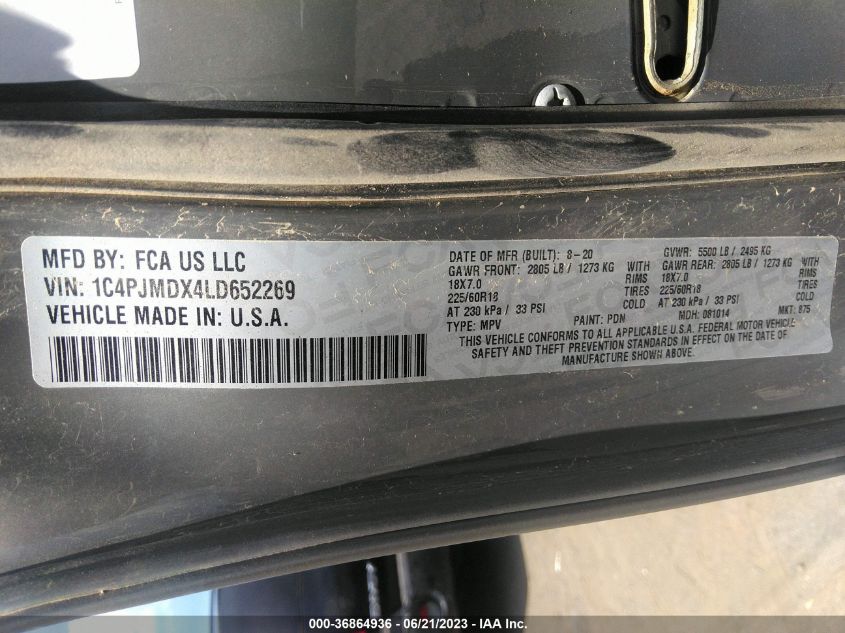 MFD BY: FCA US LLC
VIN: 1C4PJMDX4LD652269
VEHICLE MADE IN: U.S.A.
DATE OF MFR (BUILT): 8-20 GVWR: 5500 LB / 2495 KG
GAWR FRONT: 2805 LB / 1273 KG WITH GAWR REAR: 2805 LB / 1273 KG WITH
18X7.0 RIMS 18X7.0 RIMS
225/60R18 TIRES 225/60R18 TIRES
AT 230 kPa / 33 PSI COLD AT 230 kPa / 33 PSI COLD
TYPE: MPV PAINT: PDN MDH: 081014 MKT: 875
THIS VEHICLE CONFORMS TO ALL APPLICABLE U.S.A. FEDERAL MOTOR VEHICLE
SAFETY AND THEFT PREVENTION STANDARDS IN EFFECT ON THE DATE OF
MANUFACTURE SHOWN ABOVE.
000-36864936 - 06/21/2023 - IAA Inc.